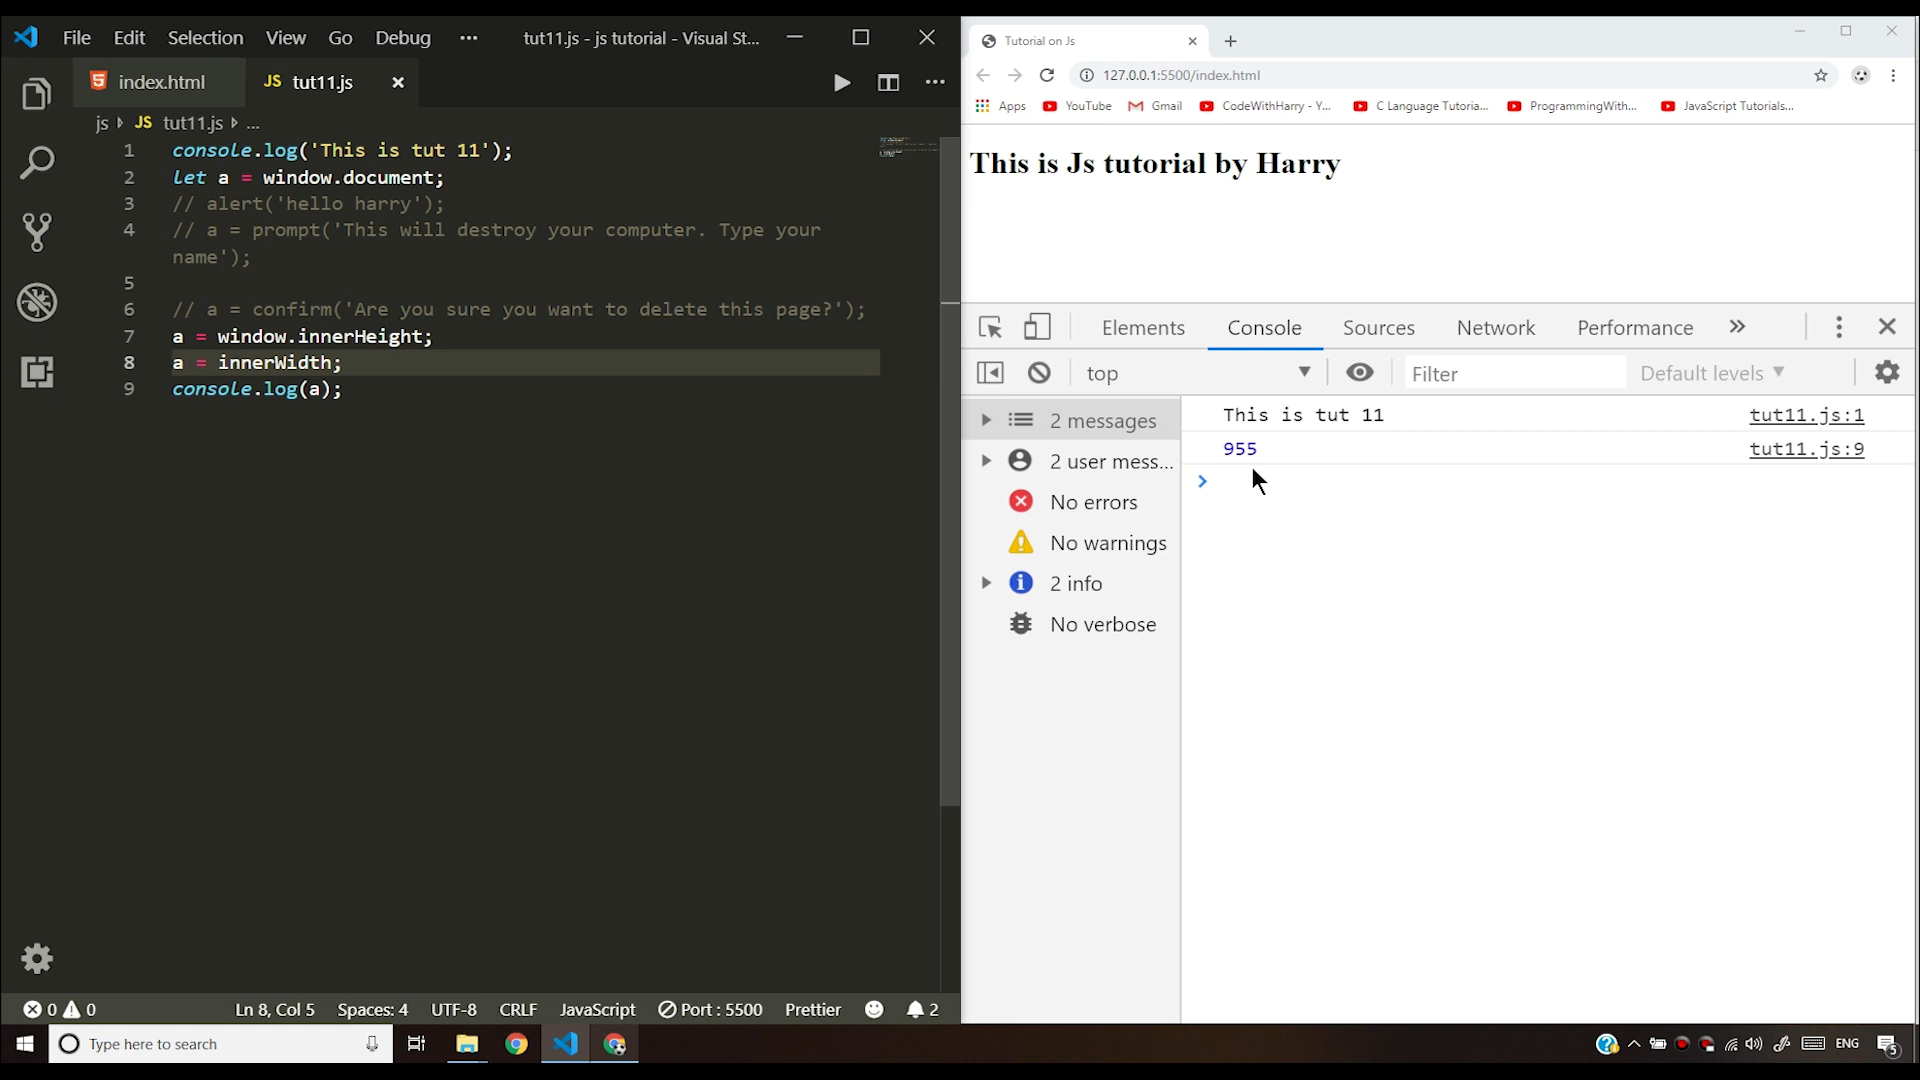 File Edit Selection View Go Debug ··· tut11.js - js tutorial - Visual St...
index.html JS tut11.js
js JS tut11.js ...
1 console.log('This is tut 11');
2 let a = window.document;
3 // alert('hello harry');
4 // a = prompt('This will destroy your computer. Type your
name');
5
6 // a = confirm('Are you sure you want to delete this page?');
7 a = window.innerHeight;
8 a = innerWidth;
9 console.log(a);
0 0 Ln 8, Col 5 Spaces: 4 UTF-8 CRLF JavaScript Port : 5500 Prettier 2
Tutorial on Js
127.0.0.1:5500/index.html
Apps YouTube Gmail CodeWithHarry - Y... C Language Tutoria... ProgrammingWith... JavaScript Tutorials...
This is Js tutorial by Harry
Elements Console Sources Network Performance
top Filter Default levels
2 messages
2 user mess...
No errors
No warnings
2 info
No verbose
This is tut 11 tut11.js:1
955 tut11.js:9
Type here to search
ENG 5